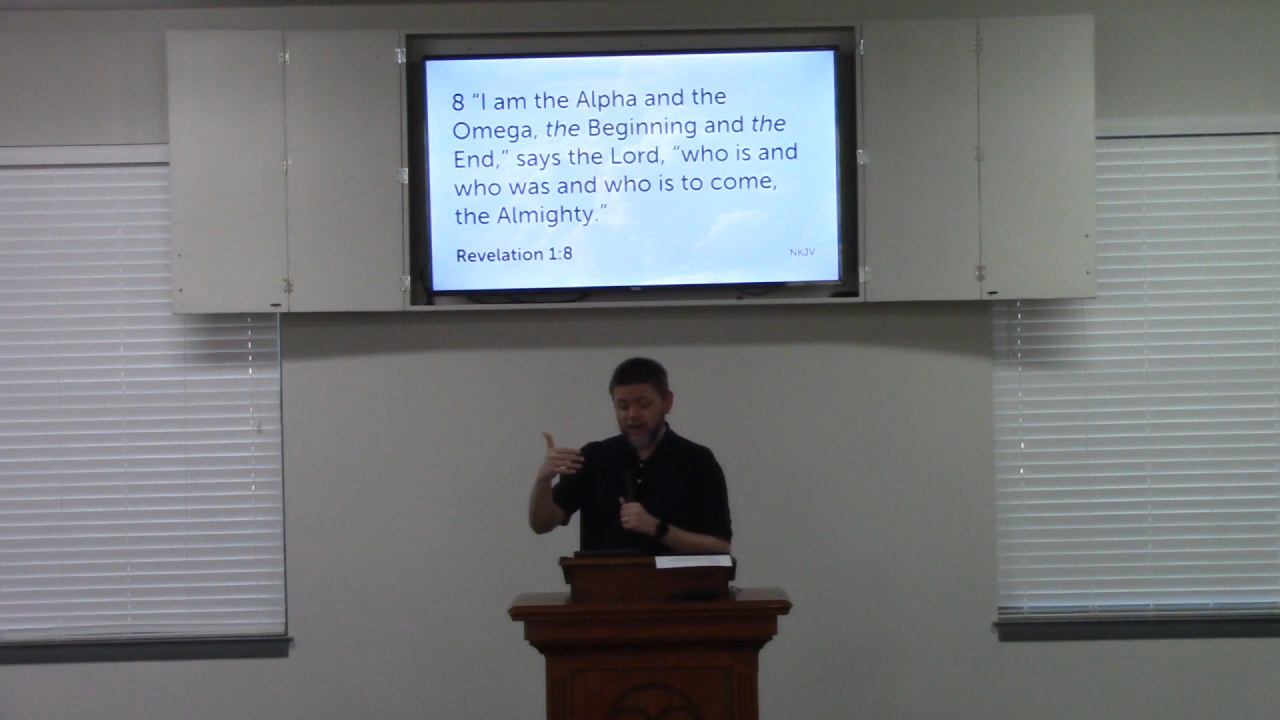 8 “I am the Alpha and the
Omega, the Beginning and the
End,” says the Lord, “who is and
who was and who is to come,
the Almighty.”
Revelation 1:8
NKJV